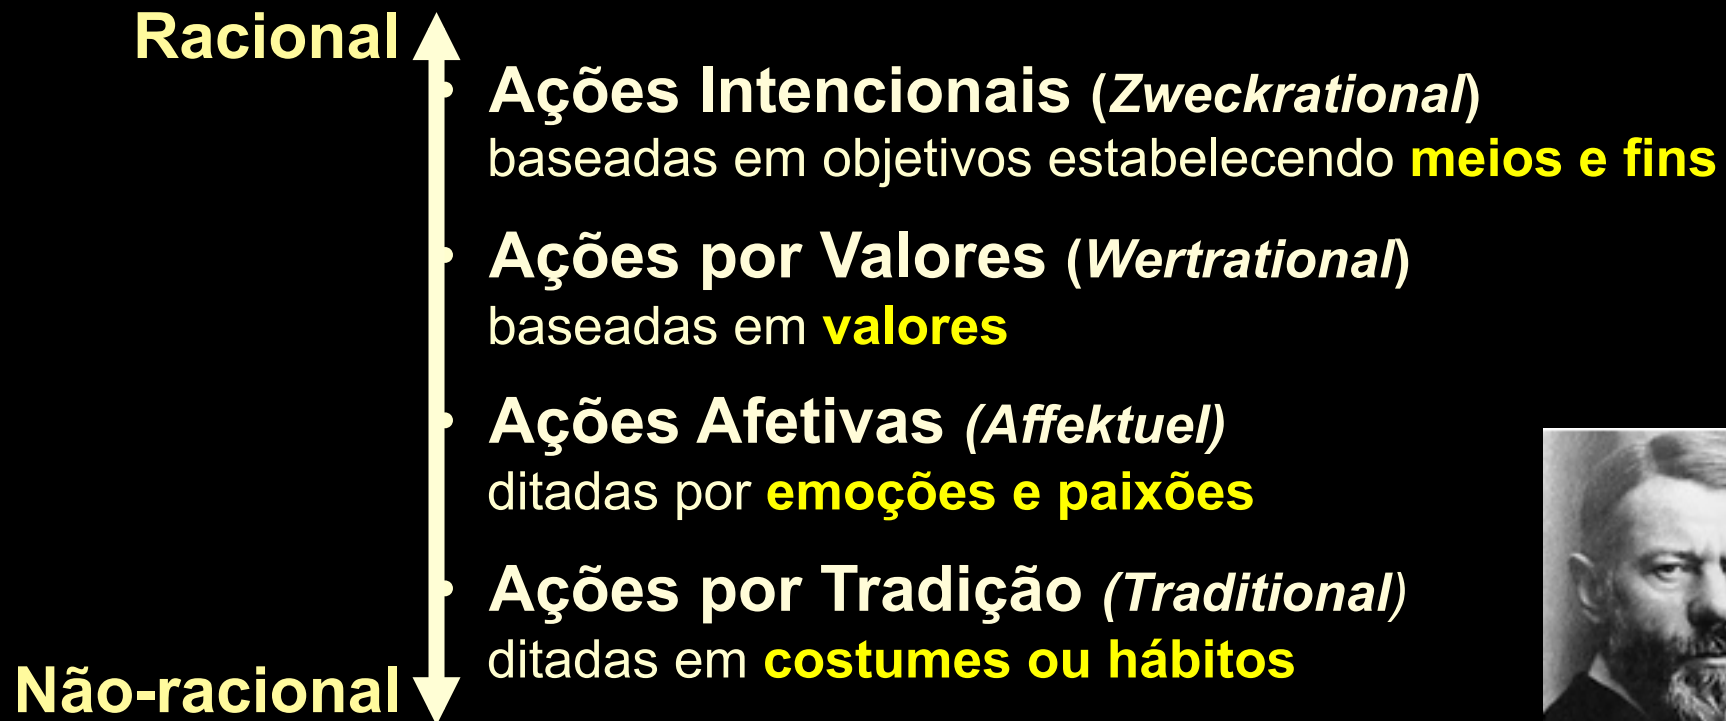 Racional
• Ações Intencionais (Zweckrational)
baseadas em objetivos estabelecendo meios e fins
• Ações por Valores (Wertrational)
baseadas em valores
• Ações Afetivas (Affektuel)
ditadas por emoções e paixões
• Ações por Tradição (Traditional)
ditadas em costumes ou hábitos
Não-racional